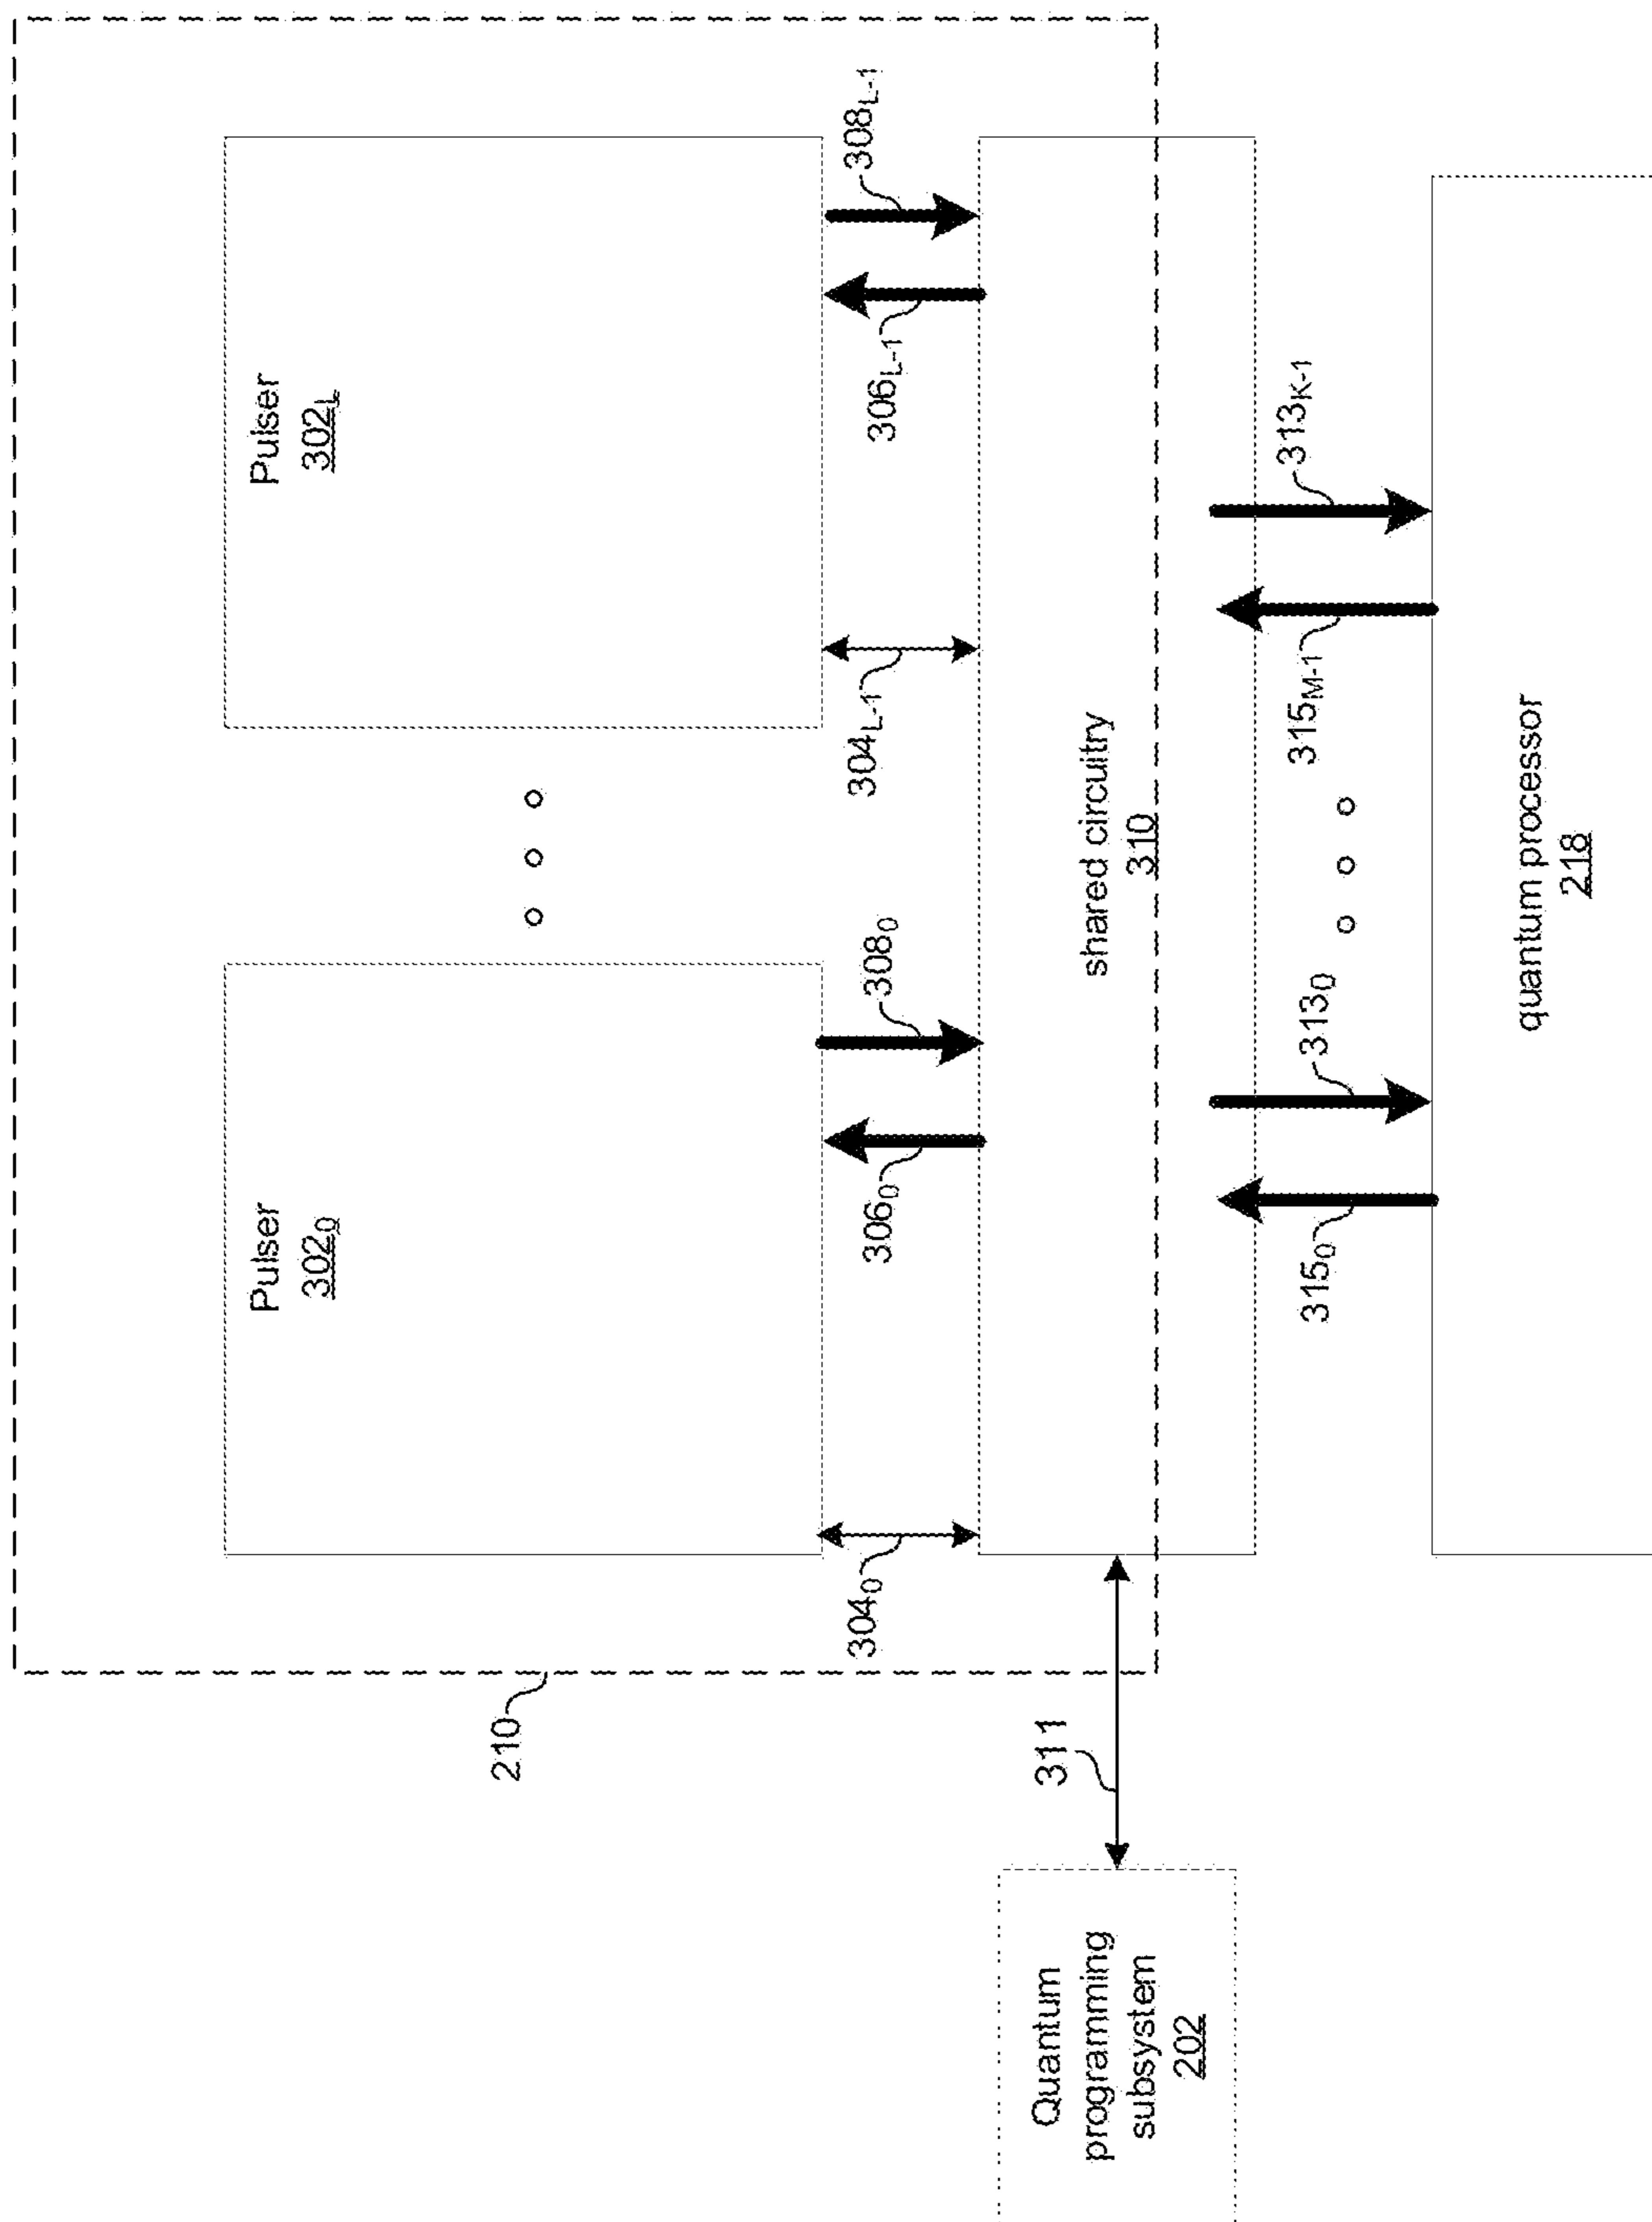 Pulser
3020
Pulser
302L
210
3040
3060
3080
304L-1
306L-1
308L-1
Quantum
programming
subsystem
202
311
shared circuitry
310
3150
3130
315M-1
313K-1
quantum processor
218